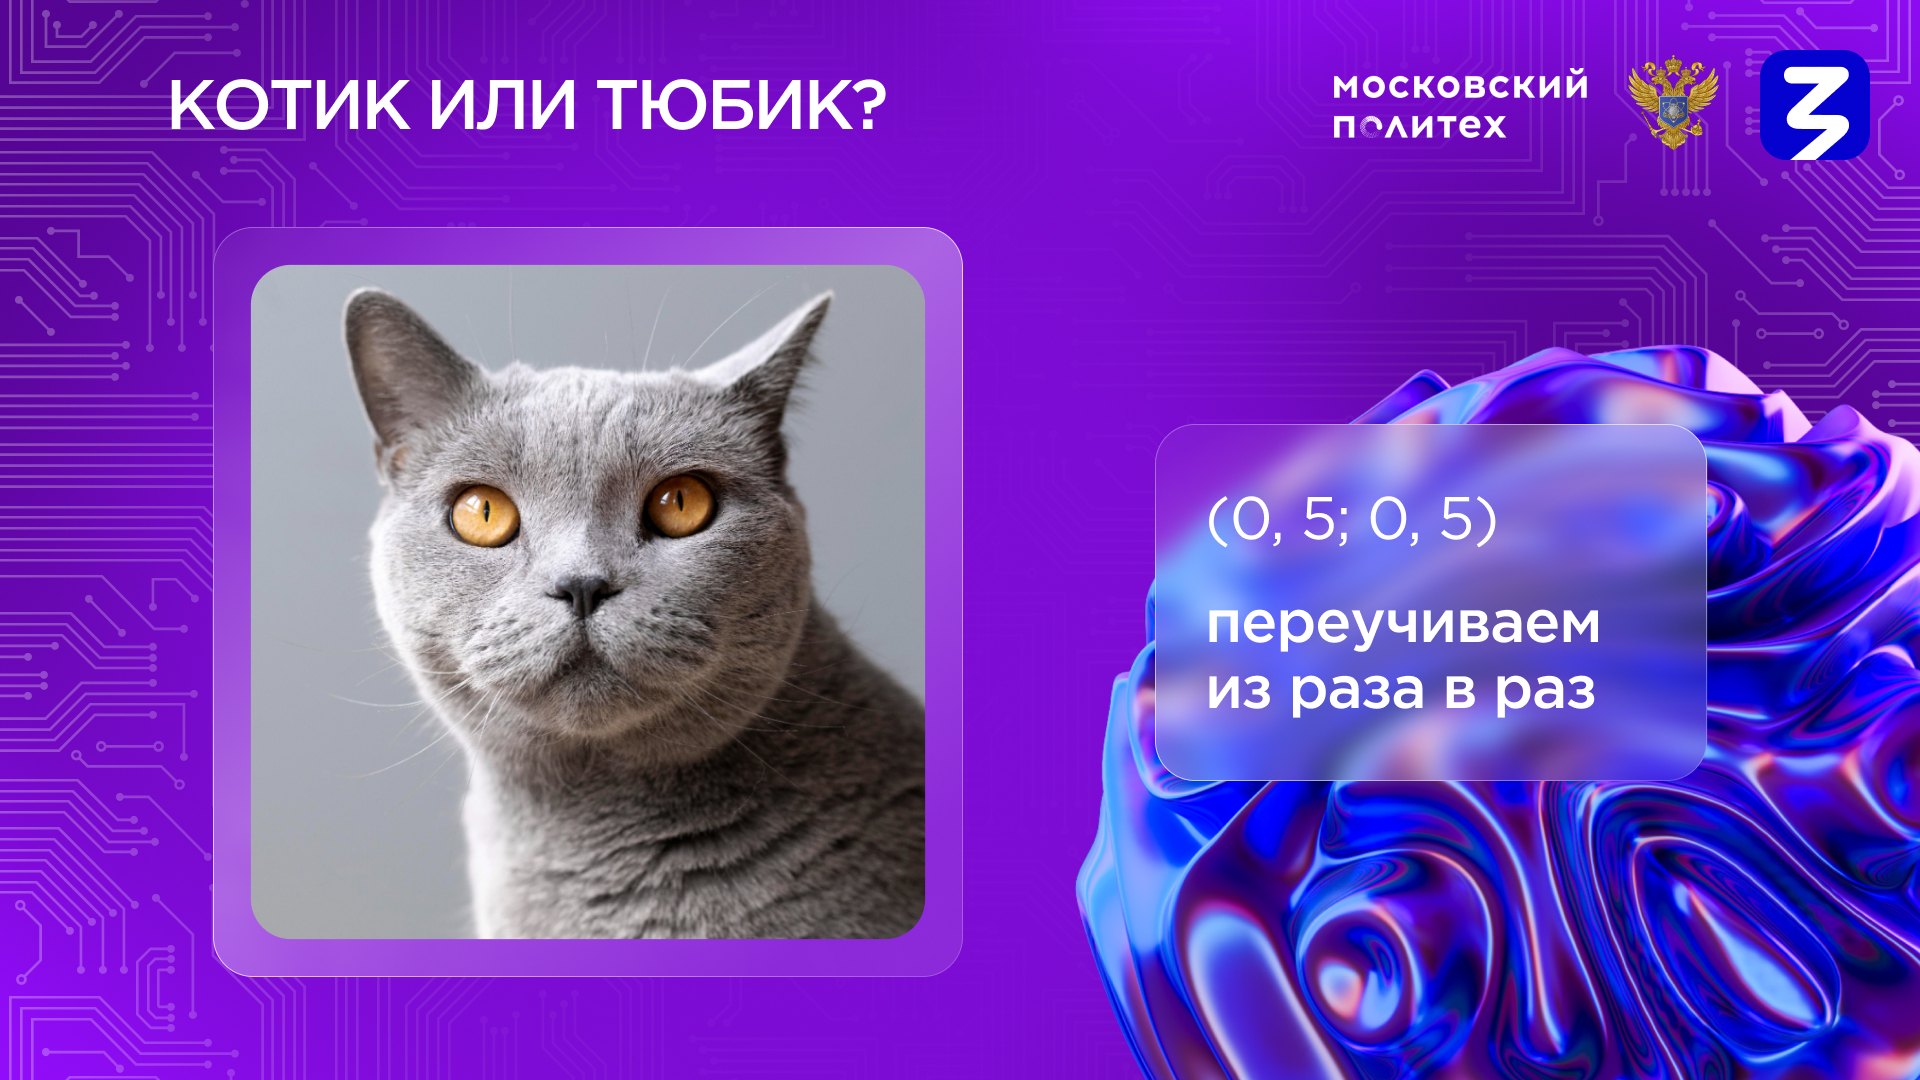 КОТИК ИЛИ ТЮБИК?
московский
политех
(0, 5; 0, 5)
переучиваем
из раза в раз